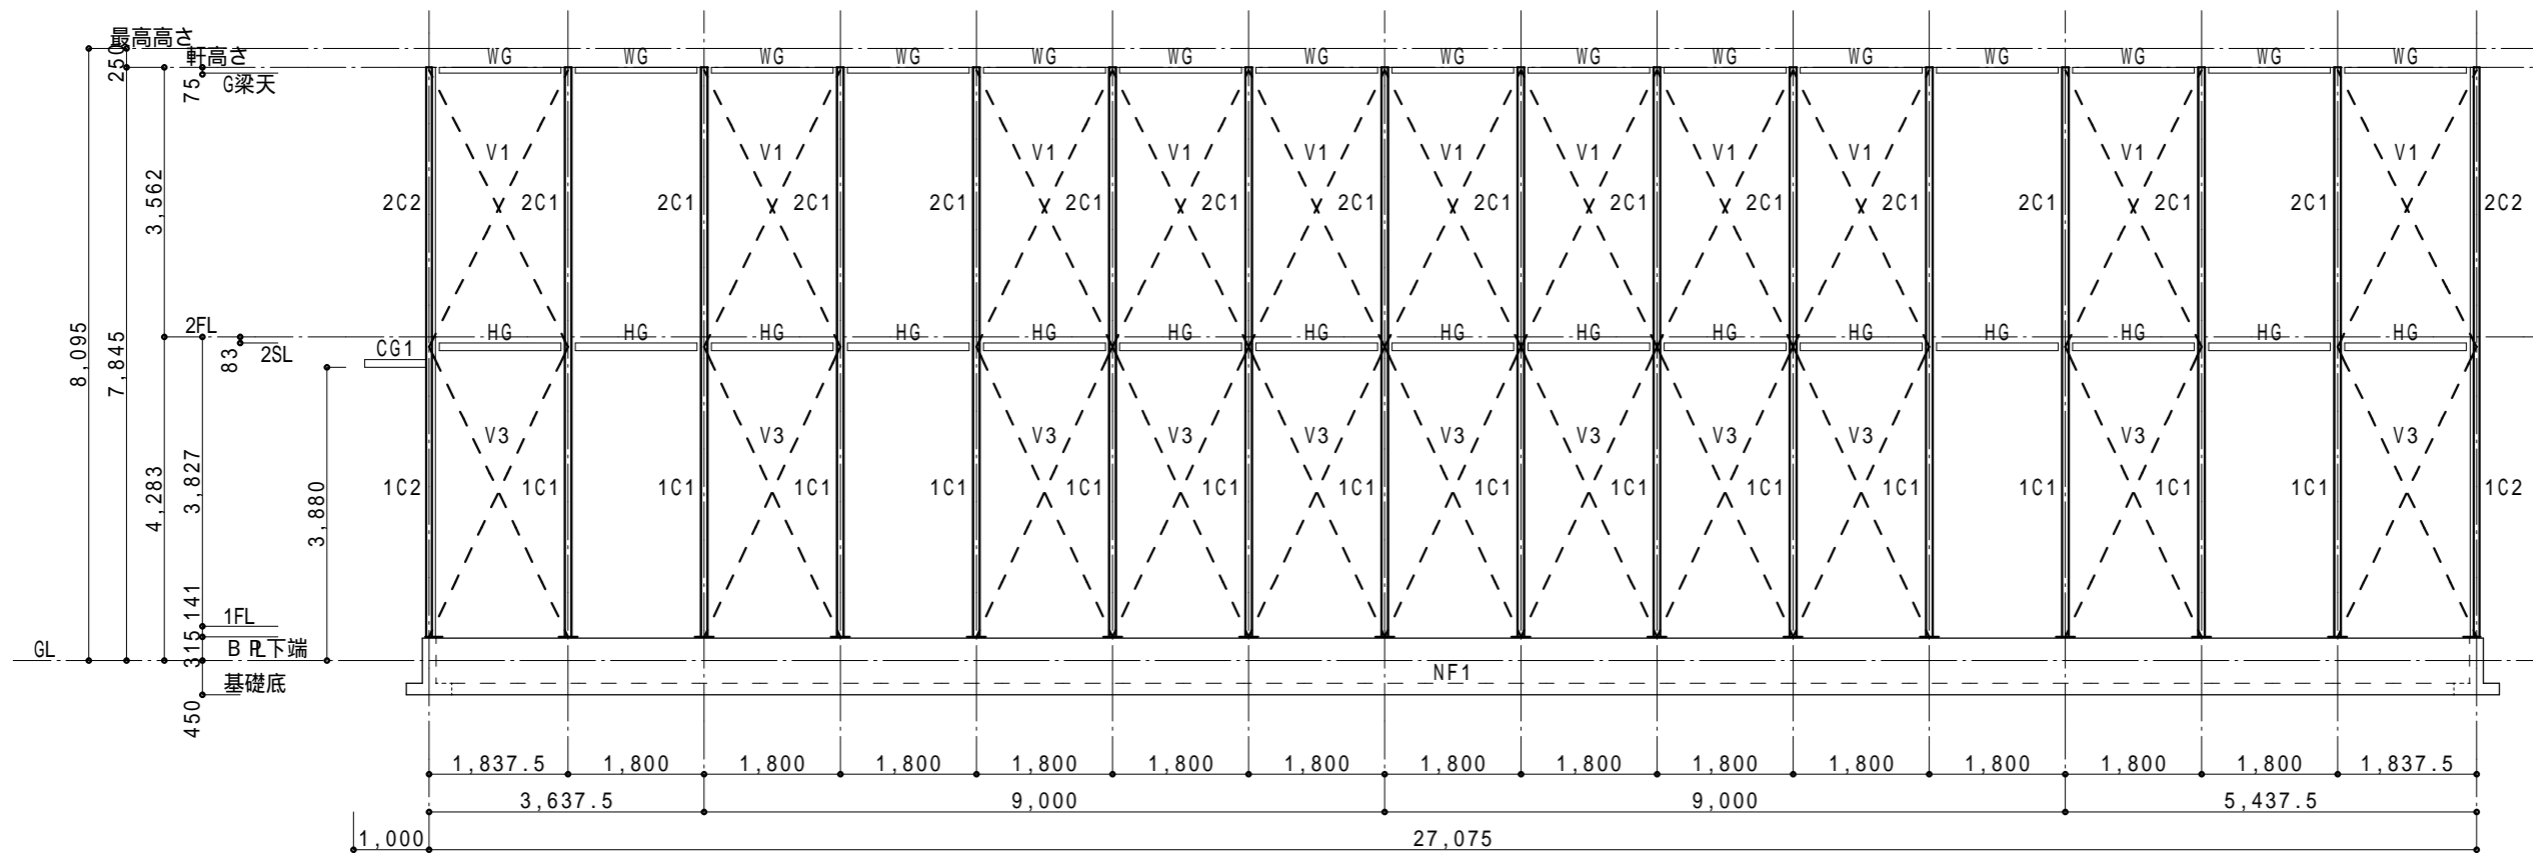 最高高さ
250
軒高さ
75
G梁天
WG WG WG WG WG WG WG WG WG WG WG WG WG WG WG
V1 V1 V1 V1 V1 V1 V1 V1 V1 V1 V1
3,562
2C2 2C1 2C1 2C1 2C1 2C1 2C1 2C1 2C1 2C1 2C1 2C1 2C1 2C1 2C1 2C2
2FL
83
2SL
CG1
HG HG HG HG HG HG HG HG HG HG HG HG HG HG HG
8,095
7,845
4,283
3,827
3,880
V3 V3 V3 V3 V3 V3 V3 V3 V3 V3 V3
1C2 1C1 1C1 1C1 1C1 1C1 1C1 1C1 1C1 1C1 1C1 1C1 1C1 1C1 1C1 1C2
141
1FL
315
BPL下端
GL
基礎底
450
NF1
1,837.5 1,800 1,800 1,800 1,800 1,800 1,800 1,800 1,800 1,800 1,800 1,800 1,800 1,800 1,837.5
3,637.5 9,000 9,000 5,437.5
1,000 27,075